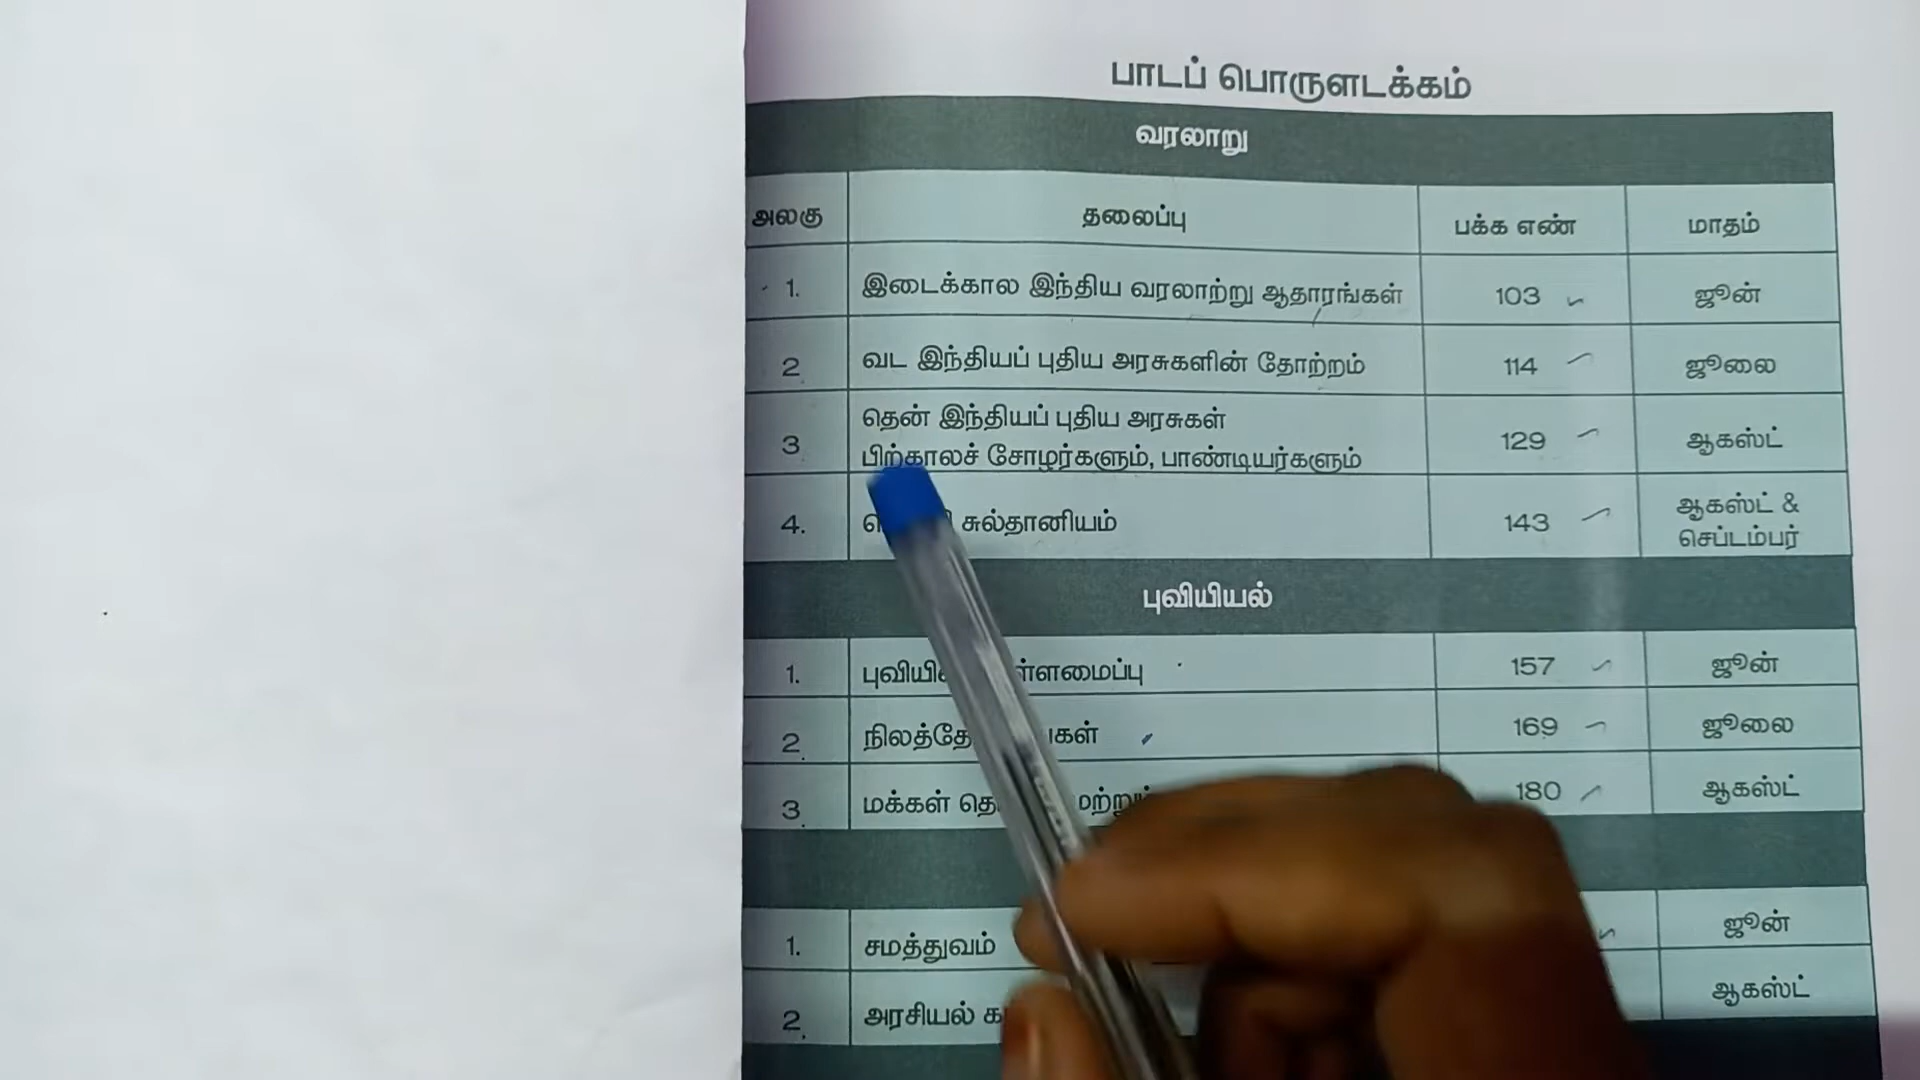 பாடப் பொருளடக்கம்
வரலாறு
அலகு தலைப்பு பக்க எண் மாதம்
1. இடைக்கால இந்திய வரலாற்று ஆதாரங்கள் 103 ஜூன்
2 வட இந்தியப் புதிய அரசுகளின் தோற்றம் 114 ஜூலை
3 தென் இந்தியப் புதிய அரசுகள்
பிற்காலச் சோழர்களும், பாண்டியர்களும் 129 ஆகஸ்ட்
4. சுல்தானியம் 143 ஆகஸ்ட் &
செப்டம்பர்
புவியியல்
1. 157 ஜூன்
2. 169 ஜூலை
3. மக்கள் 180 ஆகஸ்ட்
1. சமத்துவம் ஜூன்
2. அரசியல் ஆகஸ்ட்